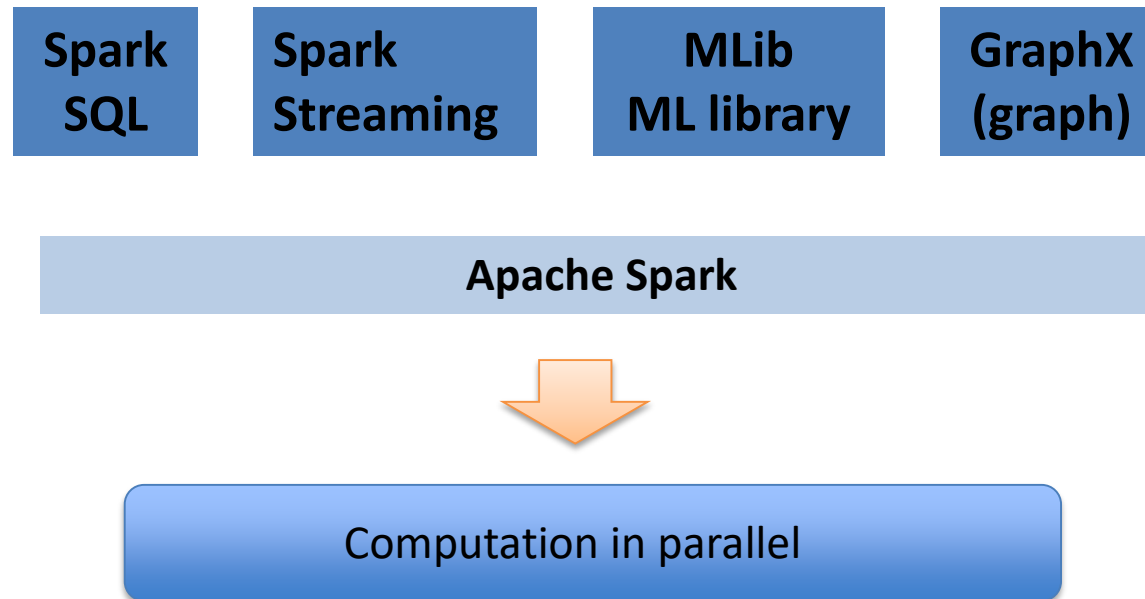 Spark
SQL
Spark
Streaming
MLib
ML library
GraphX
(graph)
Apache Spark
Computation in parallel